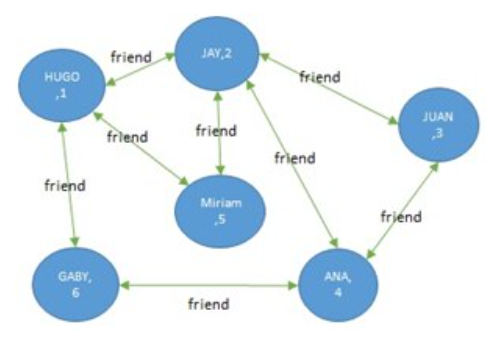 friend
JAY,2
HUGO
,1
friend
JUAN
,3
friend
friend
friend
friend
Miriam
,5
friend
friend
GABY,
6
ANA,
4
friend